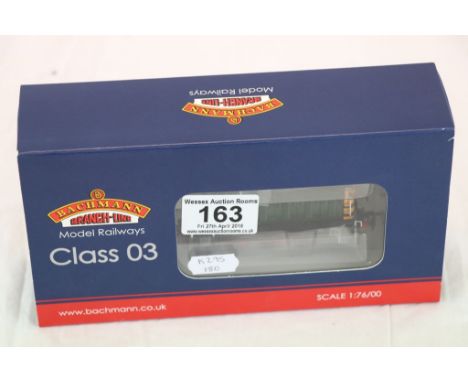 Model Railways
BRANCH-LINE
BACHMANN
BACHMANN
BRANCH-LINE
Model Railways
Class 03
Wessex Auction Rooms
163
Fri 27th April 2018
www.wessexauctionrooms.co.uk
K295
180
SCALE 1:76/OO
www.bachmann.co.uk